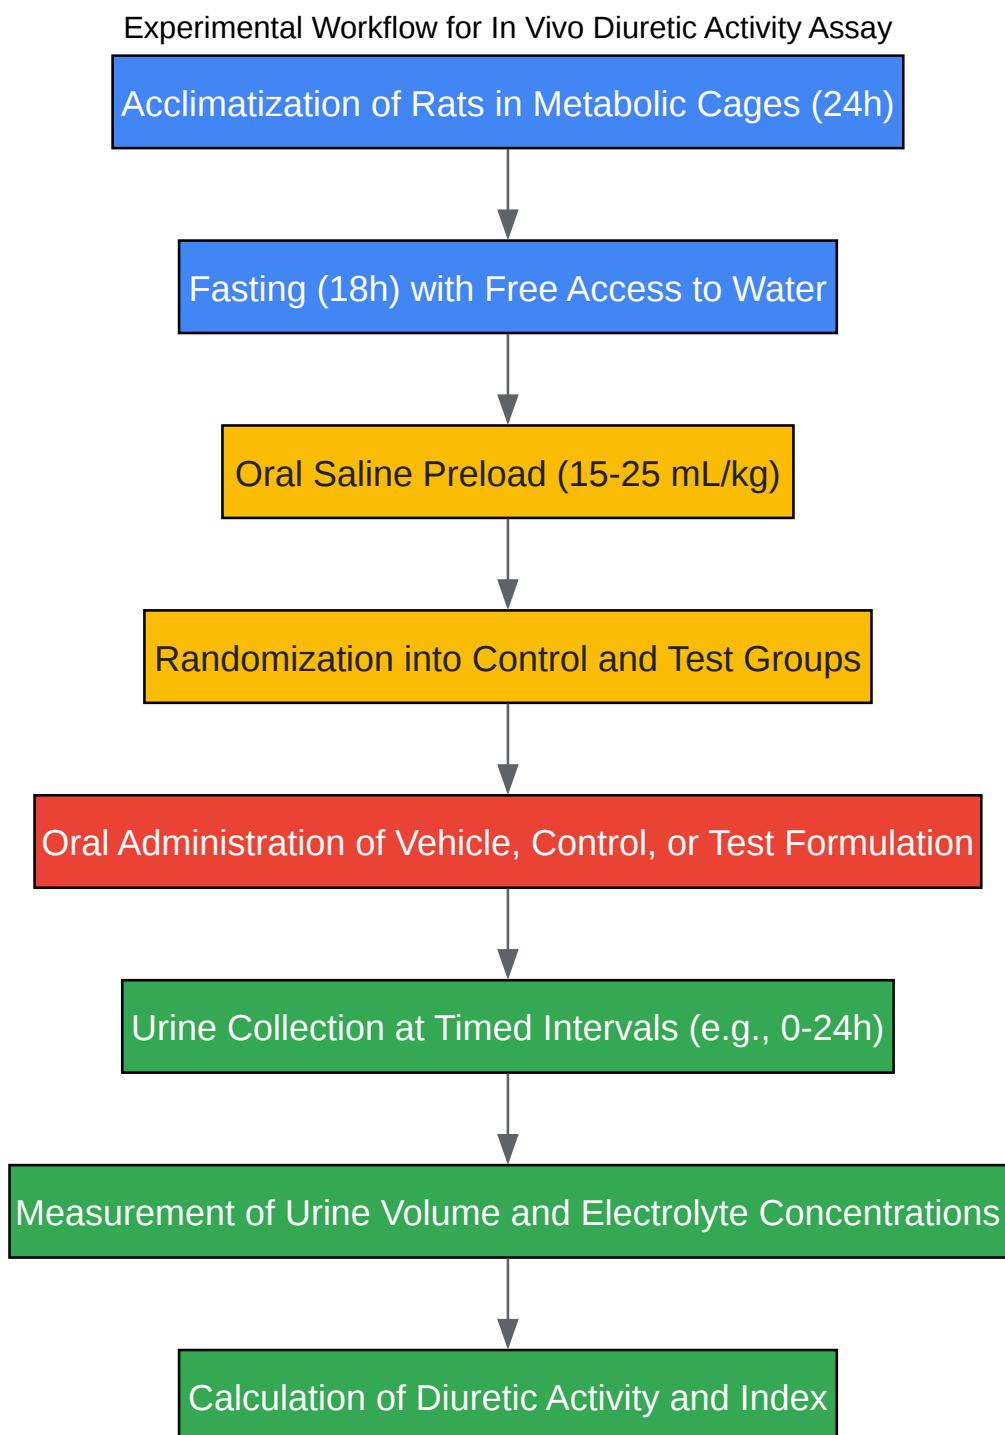 Experimental Workflow for In Vivo Diuretic Activity Assay
Acclimatization of Rats in Metabolic Cages (24h)
Fasting (18h) with Free Access to Water
Oral Saline Preload (15-25 mL/kg)
Randomization into Control and Test Groups
Oral Administration of Vehicle, Control, or Test Formulation
Urine Collection at Timed Intervals (e.g., 0-24h)
Measurement of Urine Volume and Electrolyte Concentrations
Calculation of Diuretic Activity and Index